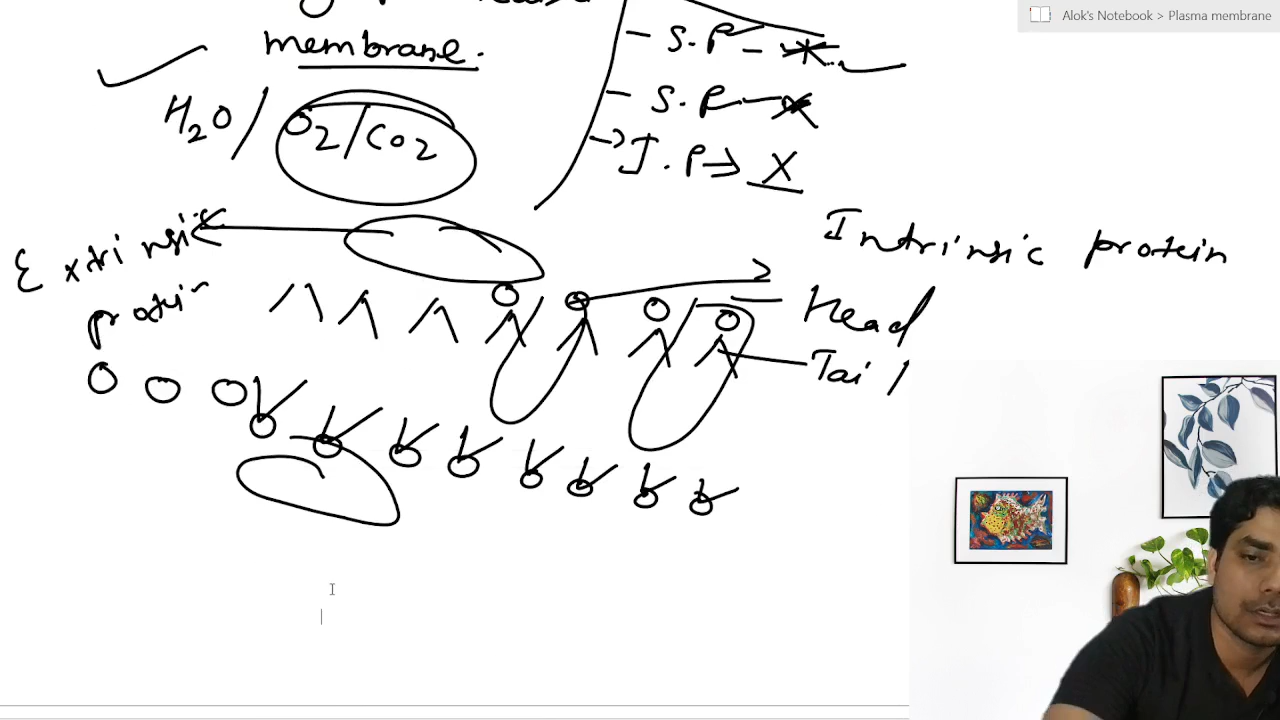 Alok's Notebook > Plasma membrane
membrane.
H2O/ O2/CO2
- S.P -
- S.P -
→ I.P → X
Extrinsic
protein
Intrinsic protein
Head
Tail